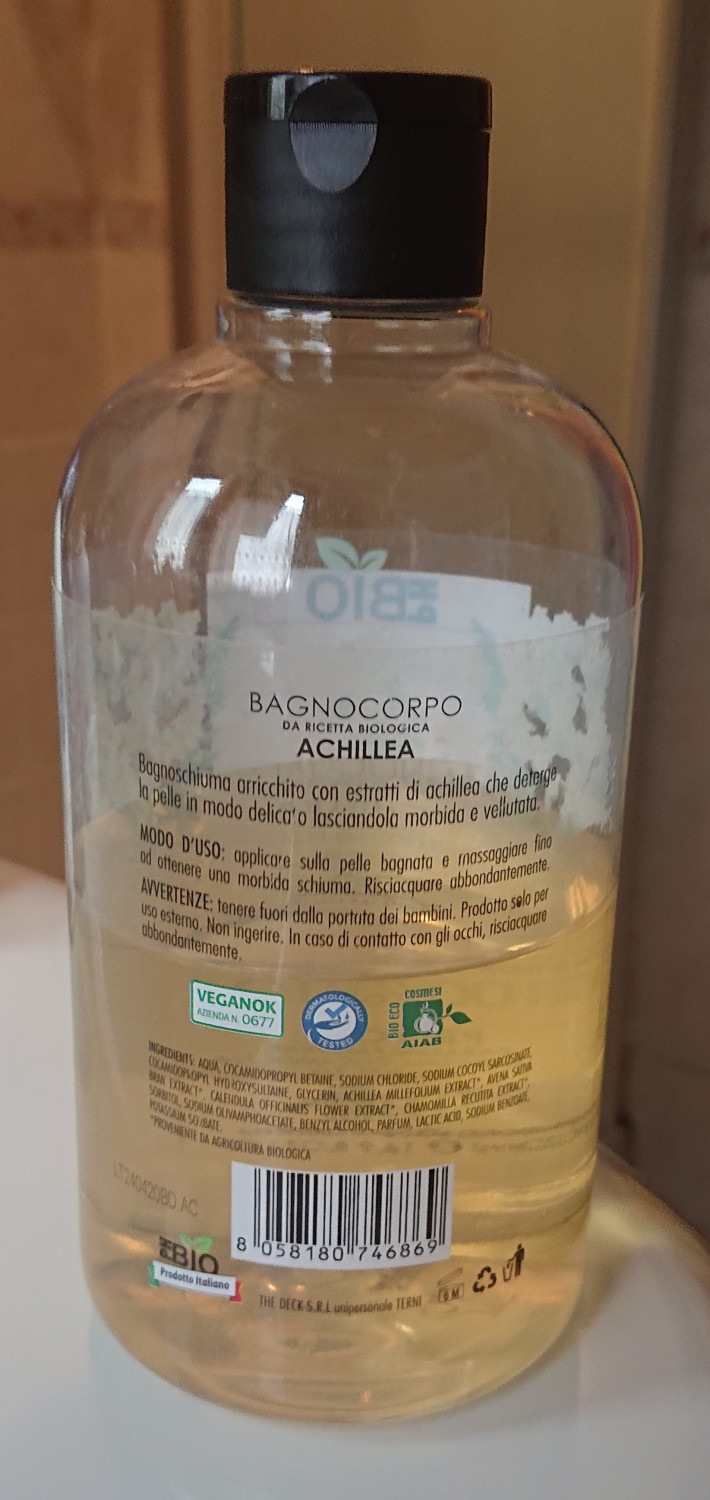 PH BIO
BAGNOCORPO
DA RICETTA BIOLOGICA
ACHILLEA
Bagnoschiuma arricchito con estratti di achillea che deterge
la pelle in modo delicato lasciandola morbida e vellutata.
MODO D'USO: applicare sulla pelle bagnata e massaggiare fino
ad ottenere una morbida schiuma. Risciacquare abbondantemente.
AVVERTENZE: tenere fuori dalla portata dei bambini. Prodotto solo per
uso esterno. Non ingerire. In caso di contatto con gli occhi, risciacquare
abbondantemente.
VEGANOK
AZIENDA N. 0677
DERMATOLOGICALLY
TESTED
COSMESI
BIO ECO
AIAB
INGREDIENTS: AQUA, COCAMIDOPROPYL BETAINE, SODIUM CHLORIDE, SODIUM COCOYL SARCOSINATE,
COCAMIDOPLOPYL HYDROXYSULTAINE, GLYCERIN, ACHILLEA MILLEFOLIUM EXTRACT*, AVENA SATIVA
BRAN EXTRACT*, CALENDULA OFFICINALIS FLOWER EXTRACT*, CHAMOMILLA RECUTITA EXTRACT*,
SORBITOL, SODIUM OLIVAMPHOACETATE, BENZYL ALCOHOL, PARFUM, LACTIC ACID, SODIUM BENZOATE,
POTASSIUM SORBATE.
*PROVENIENTE DA AGRICOLTURA BIOLOGICA
LT240420BD AC
8 058180 746869
PH BIO
Prodotto Italiano
THE DECK S.R.L unipersonale TERNI
6 M